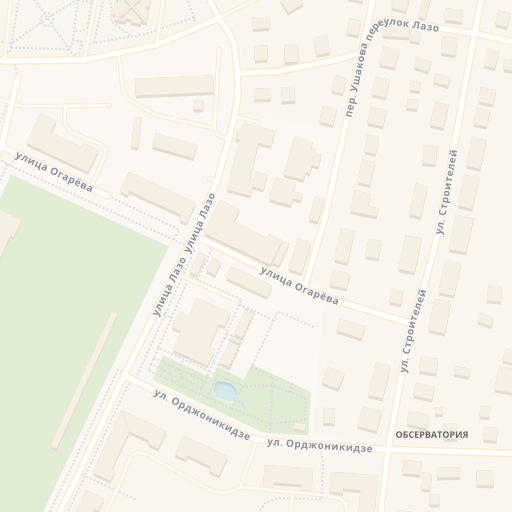 переулок Лазо
пер. Ушакова
улица Огарёва
ул. Строителей
улица Лазо
улица Лазо
улица Огарёва
ул. Строителей
ул. Орджоникидзе
ул. Орджоникидзе
ОБСЕРВАТОРИЯ